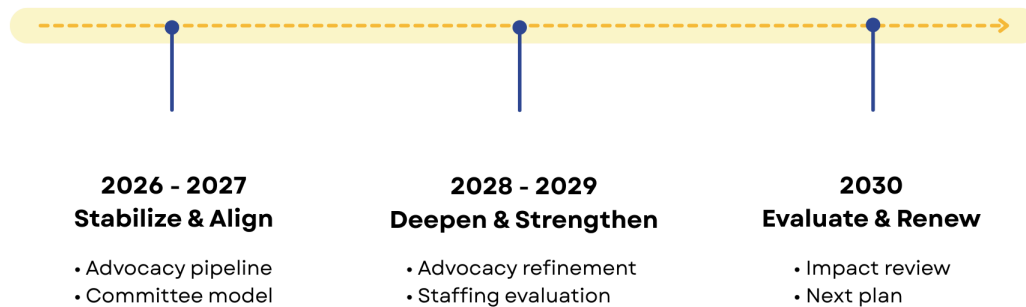 2026 - 2027
Stabilize & Align
• Advocacy pipeline
• Committee model
2028 - 2029
Deepen & Strengthen
• Advocacy refinement
• Staffing evaluation
2030
Evaluate & Renew
• Impact review
• Next plan